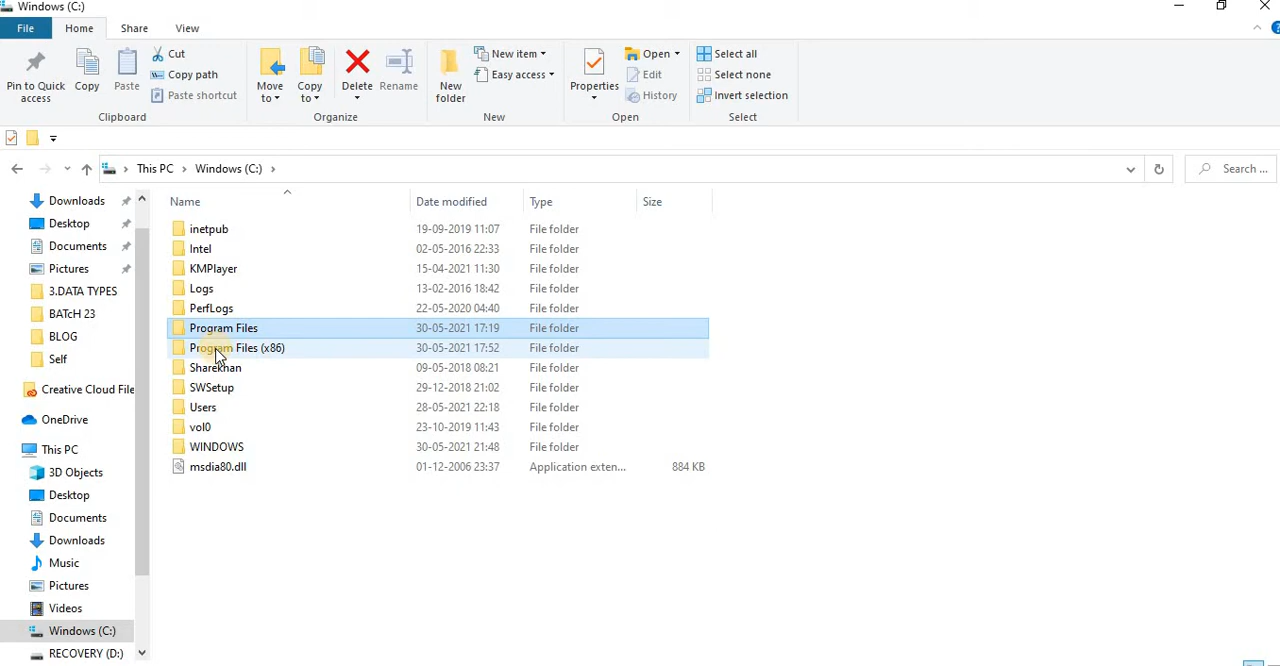 Windows (C:)
File Home Share View
Pin to Quick access
Copy
Paste
Cut
Copy path
Paste shortcut
Clipboard
Move to
Copy to
Delete
Rename
Organize
New folder
New item
Easy access
New
Properties
Open
Edit
History
Open
Select all
Select none
Invert selection
Select
This PC > Windows (C:) >
Search ...
Downloads
Desktop
Documents
Pictures
3.DATA TYPES
BATcH 23
BLOG
Self
Creative Cloud File
OneDrive
This PC
3D Objects
Desktop
Documents
Downloads
Music
Pictures
Videos
Windows (C:)
RECOVERY (D:)
Name Date modified Type Size
inetpub 19-09-2019 11:07 File folder
Intel 02-05-2016 22:33 File folder
KMPlayer 15-04-2021 11:30 File folder
Logs 13-02-2016 18:42 File folder
PerfLogs 22-05-2020 04:40 File folder
Program Files 30-05-2021 17:19 File folder
Program Files (x86) 30-05-2021 17:52 File folder
Sharekhan 09-05-2018 08:21 File folder
SWSetup 29-12-2018 21:02 File folder
Users 28-05-2021 22:18 File folder
vol0 23-10-2019 11:43 File folder
WINDOWS 30-05-2021 21:48 File folder
msdia80.dll 01-12-2006 23:37 Application exten... 884 KB